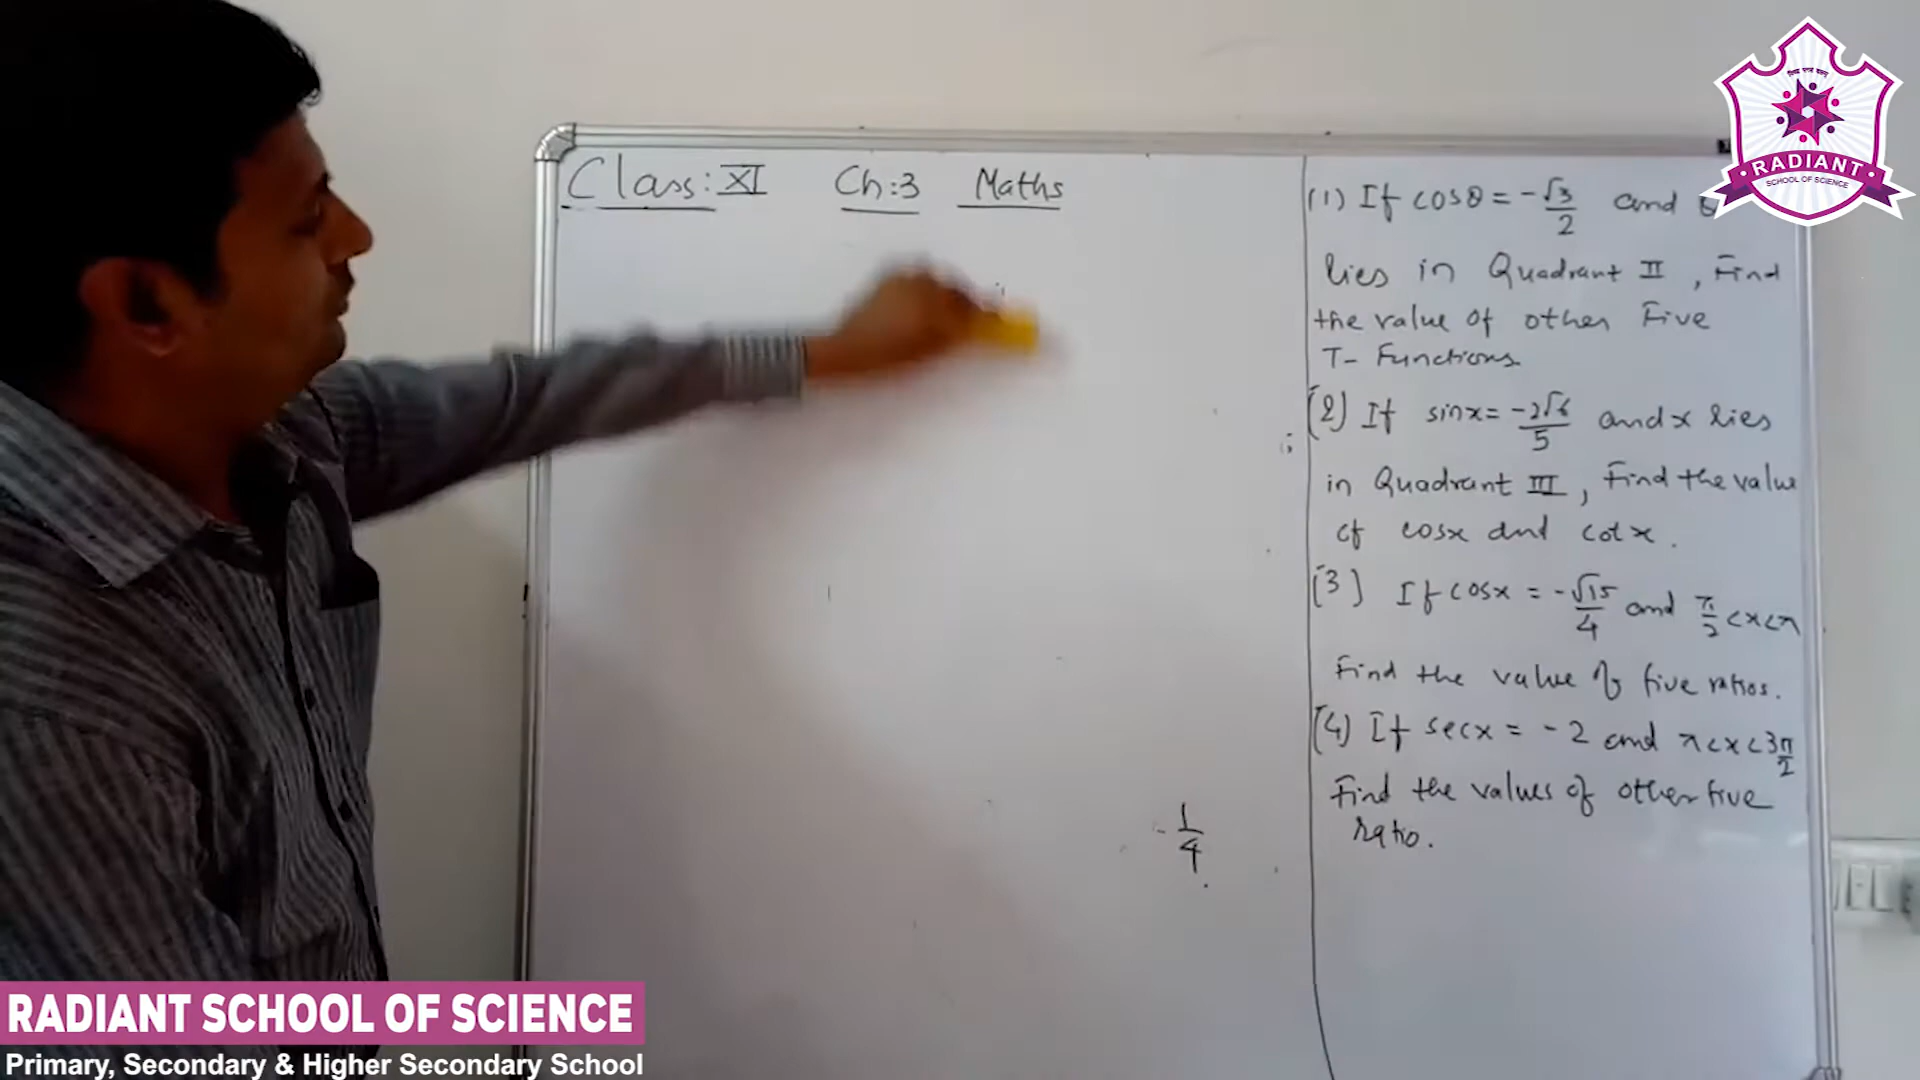 Class: XI Ch:3 Maths
(1) If cosθ = -√3/2 and θ
lies in Quadrant II , Find
the value of other Five
T- Functions.
(2) If sinx = -2√6/5 and x lies
in Quadrant III , Find the value
of cosx and cotx .
(3) If cosx = -√15/4 and π/2 <x<π
Find the value of five ratios.
(4) If secx = -2 and π<x<3π/2
Find the values of other five
ratio.
- 1/4
RADIANT
SCHOOL OF SCIENCE
RADIANT SCHOOL OF SCIENCE
Primary, Secondary & Higher Secondary School